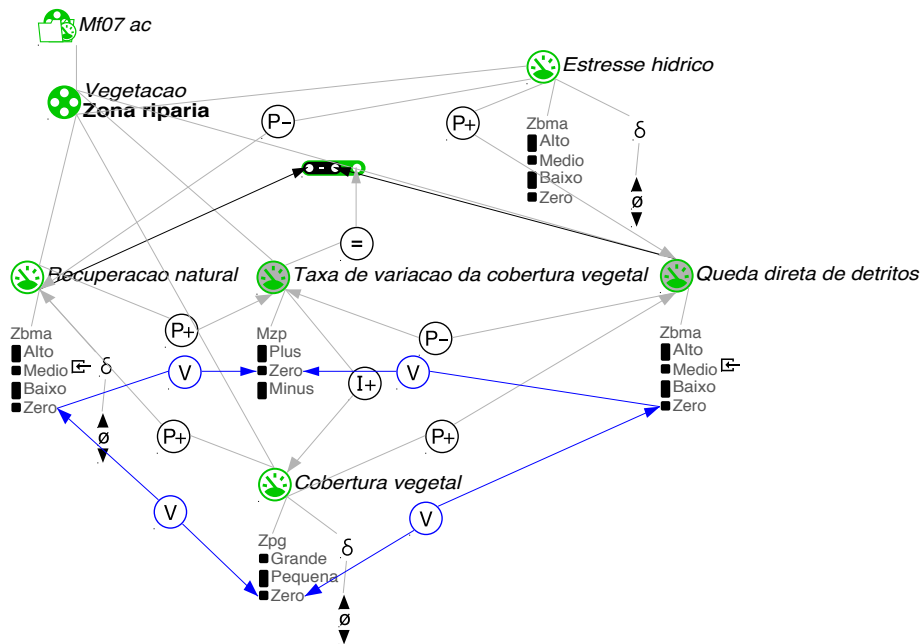 Mf07 ac
Vegetacao
Zona riparia
Estresse hidrico
P-
P+
Zbma
Alto
Medio
Baixo
Zero
δ
ø
-
=
Recuperacao natural
Taxa de variacao da cobertura vegetal
Queda direta de detritos
P+
P-
Zbma
Alto
Medio
Baixo
Zero
δ
ø
V
Mzp
Plus
Zero
Minus
V
I+
Zbma
Alto
Medio
Baixo
Zero
P+
P+
Cobertura vegetal
V
V
Zpg
Grande
Pequena
Zero
δ
ø